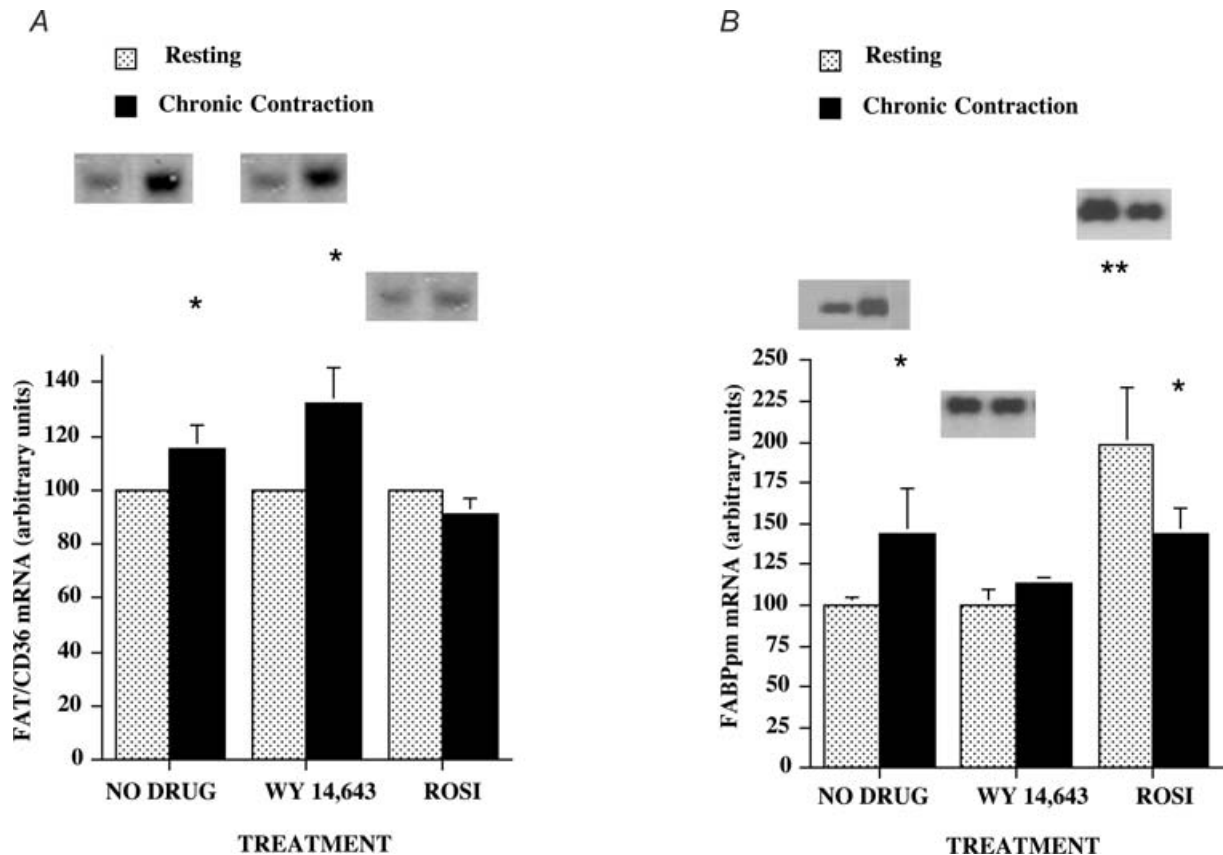 A
Resting
Chronic Contraction
*
*
FAT/CD36 mRNA (arbitrary units)
140
120
100
80
60
40
20
0
NO DRUG WY 14,643 ROSI
TREATMENT
B
Resting
Chronic Contraction
**
*
*
FABPpm mRNA (arbitrary units)
250
225
200
175
150
125
100
75
50
25
0
NO DRUG WY 14,643 ROSI
TREATMENT